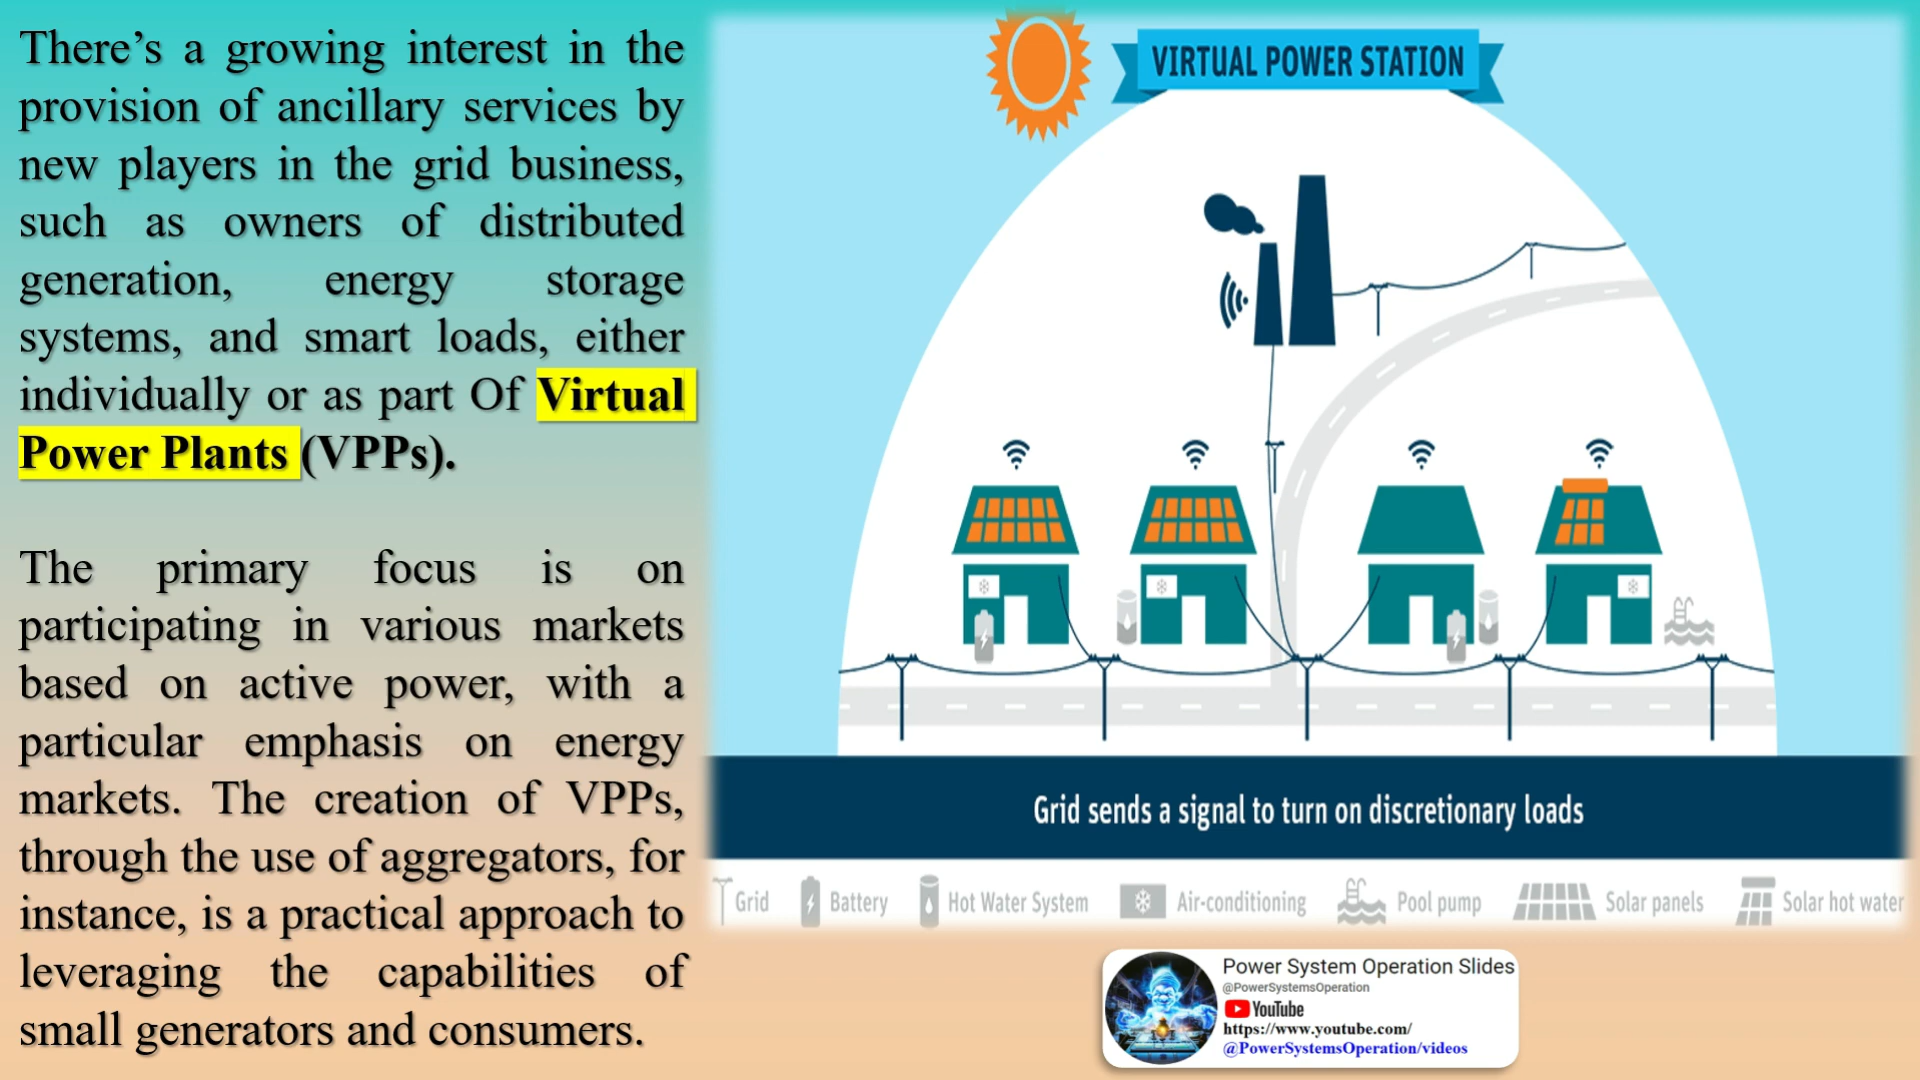 There’s a growing interest in the
provision of ancillary services by
new players in the grid business,
such as owners of distributed
generation, energy storage
systems, and smart loads, either
individually or as part Of Virtual
Power Plants (VPPs).
The primary focus is on
participating in various markets
based on active power, with a
particular emphasis on energy
markets. The creation of VPPs,
through the use of aggregators, for
instance, is a practical approach to
leveraging the capabilities of
small generators and consumers.
VIRTUAL POWER STATION
Grid sends a signal to turn on discretionary loads
Grid Battery Hot Water System Air-conditioning Pool pump Solar panels Solar hot water
Power System Operation Slides
@PowerSystemsOperation
YouTube
https://www.youtube.com/
@PowerSystemsOperation/videos